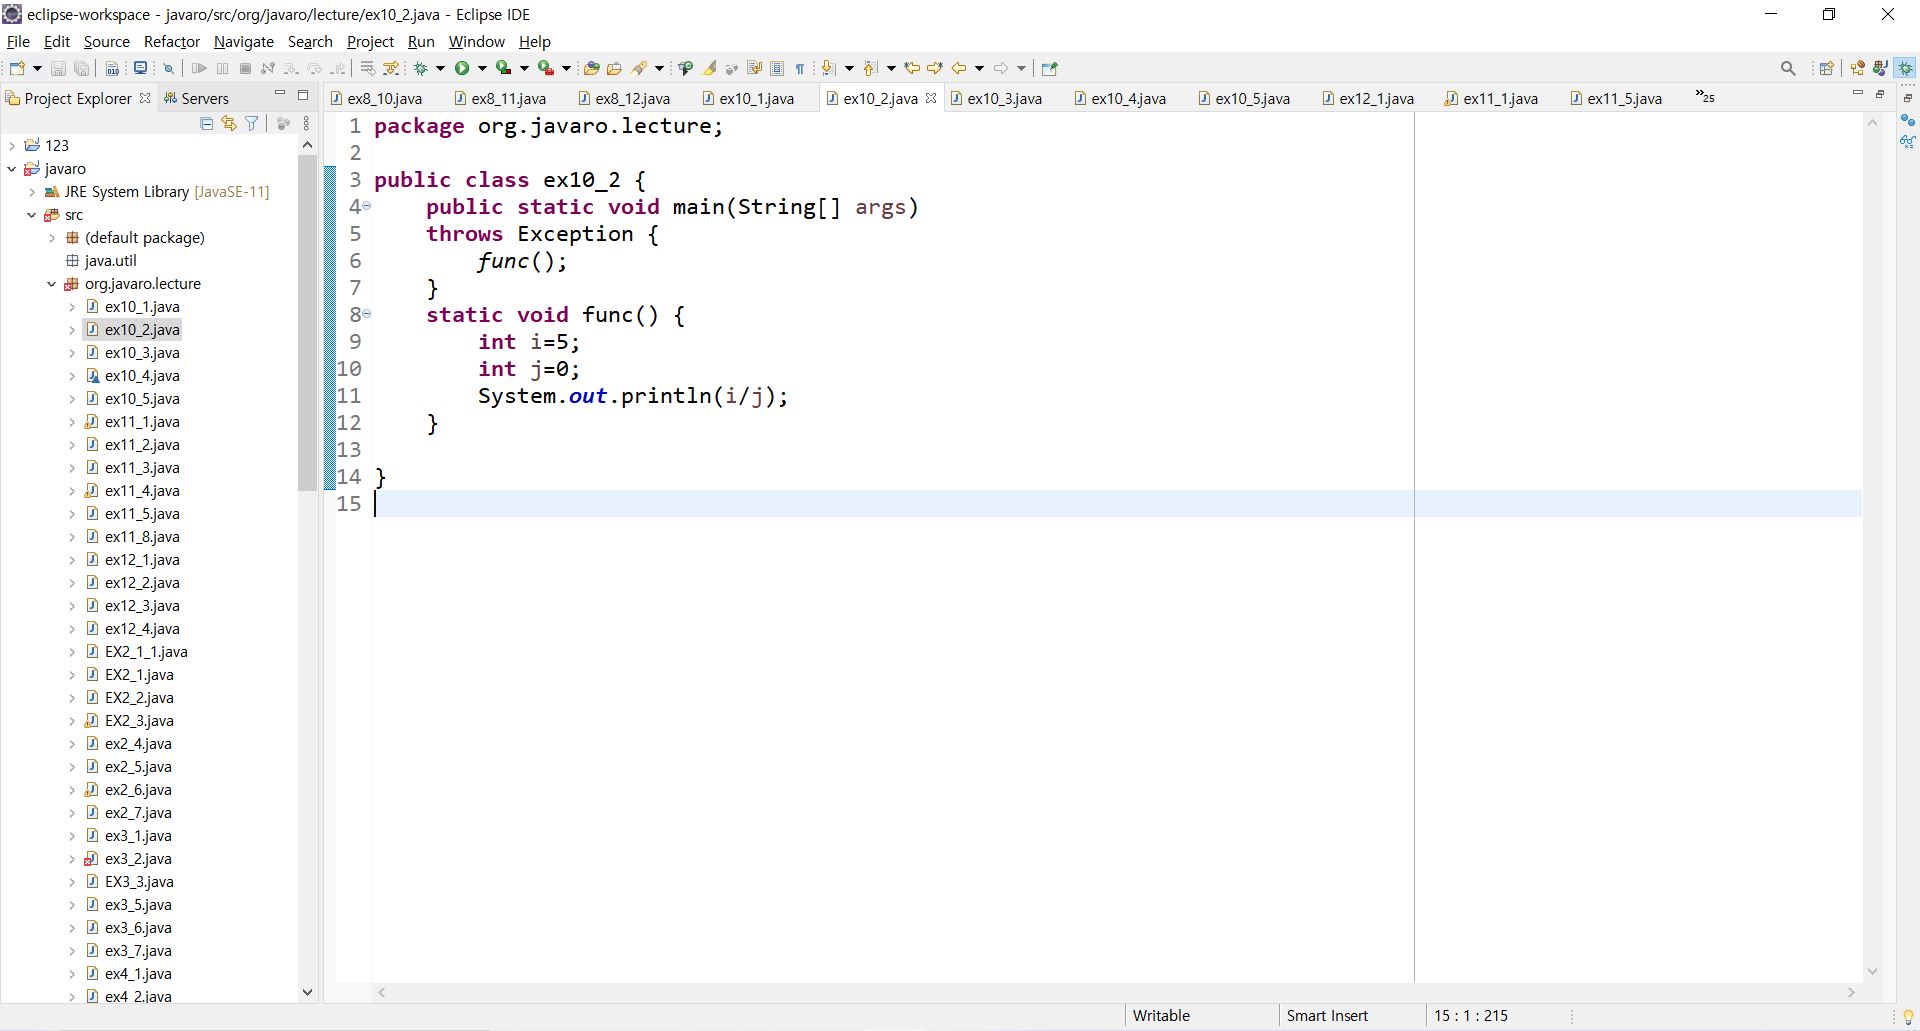 eclipse-workspace - javaro/src/org/javaro/lecture/ex10_2.java - Eclipse IDE
File Edit Source Refactor Navigate Search Project Run Window Help
Project Explorer Servers
ex8_10.java ex8_11.java ex8_12.java ex10_1.java ex10_2.java ex10_3.java ex10_4.java ex10_5.java ex12_1.java ex11_1.java ex11_5.java »25
123
javaro
JRE System Library [JavaSE-11]
src
(default package)
java.util
org.javaro.lecture
ex10_1.java
ex10_2.java
ex10_3.java
ex10_4.java
ex10_5.java
ex11_1.java
ex11_2.java
ex11_3.java
ex11_4.java
ex11_5.java
ex11_8.java
ex12_1.java
ex12_2.java
ex12_3.java
ex12_4.java
EX2_1_1.java
EX2_1.java
EX2_2.java
EX2_3.java
ex2_4.java
ex2_5.java
ex2_6.java
ex2_7.java
ex3_1.java
ex3_2.java
EX3_3.java
ex3_5.java
ex3_6.java
ex3_7.java
ex4_1.java
ex4_2.java
1 package org.javaro.lecture;
2
3 public class ex10_2 {
4 public static void main(String[] args)
5 throws Exception {
6 func();
7 }
8 static void func() {
9 int i=5;
10 int j=0;
11 System.out.println(i/j);
12 }
13
14 }
15
Writable Smart Insert 15 : 1 : 215